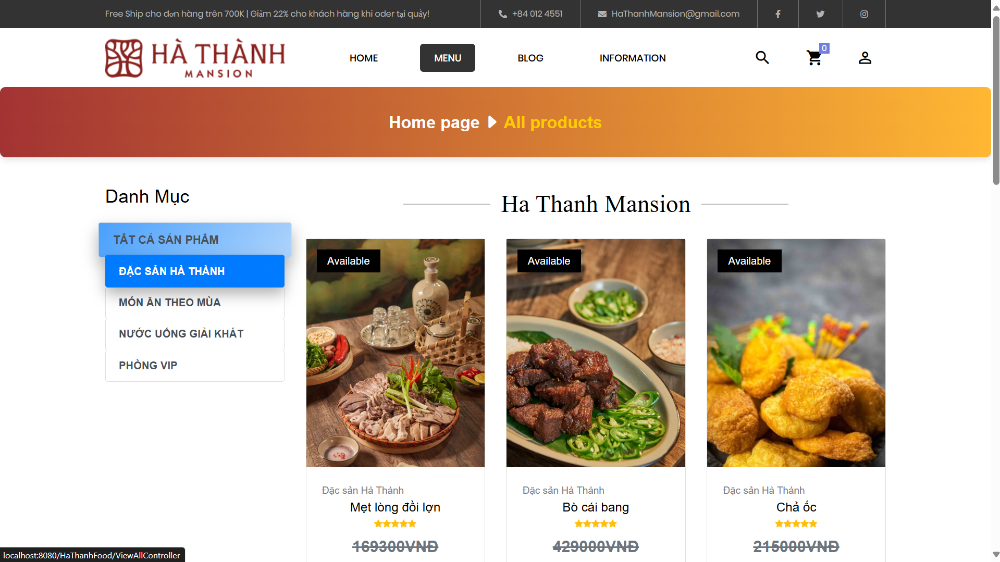 Free Ship cho đơn hàng trên 700K | Giảm 22% cho khách hàng khi oder tại quầy!
+84 012 4551
HaThanhMansion@gmail.com
HÀ THÀNH
MANSION
HOME
MENU
BLOG
INFORMATION
0
Home page
All products
Danh Mục
TẤT CẢ SẢN PHẨM
ĐẶC SẢN HÀ THÀNH
MÓN ĂN THEO MÙA
NƯỚC UỐNG GIẢI KHÁT
PHÒNG VIP
Ha Thanh Mansion
Available
Available
Available
Đặc sản Hà Thành
Mẹt lòng đồi lợn
169300VNĐ
Đặc sản Hà Thành
Bò cái bang
429000VNĐ
Đặc sản Hà Thành
Chả ốc
215000VNĐ
localhost:8080/HaThanhFood/ViewAllController